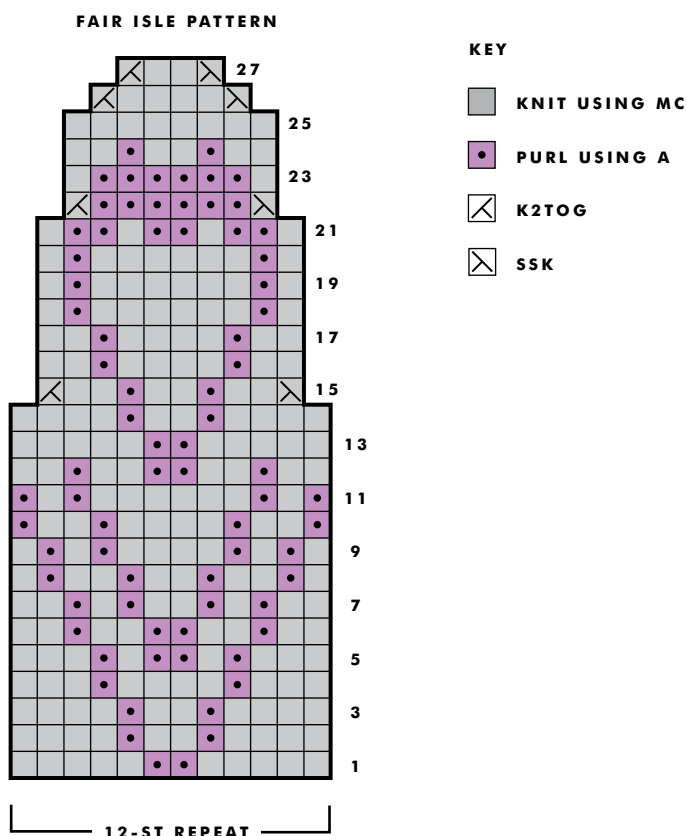 FAIR ISLE PATTERN
27
25
23
21
19
17
15
13
11
9
7
5
3
1
12-ST REPEAT
KEY
KNIT USING MC
PURL USING A
K2TOG
SSK